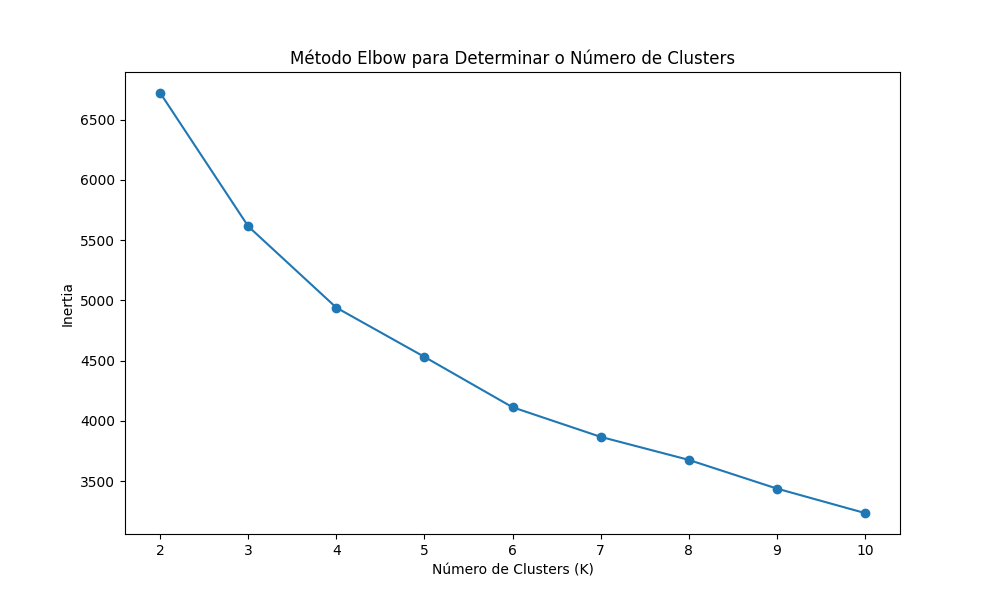 Método Elbow para Determinar o Número de Clusters
6500
6000
5500
5000
4500
4000
3500
Inertia
2 3 4 5 6 7 8 9 10
Número de Clusters (K)